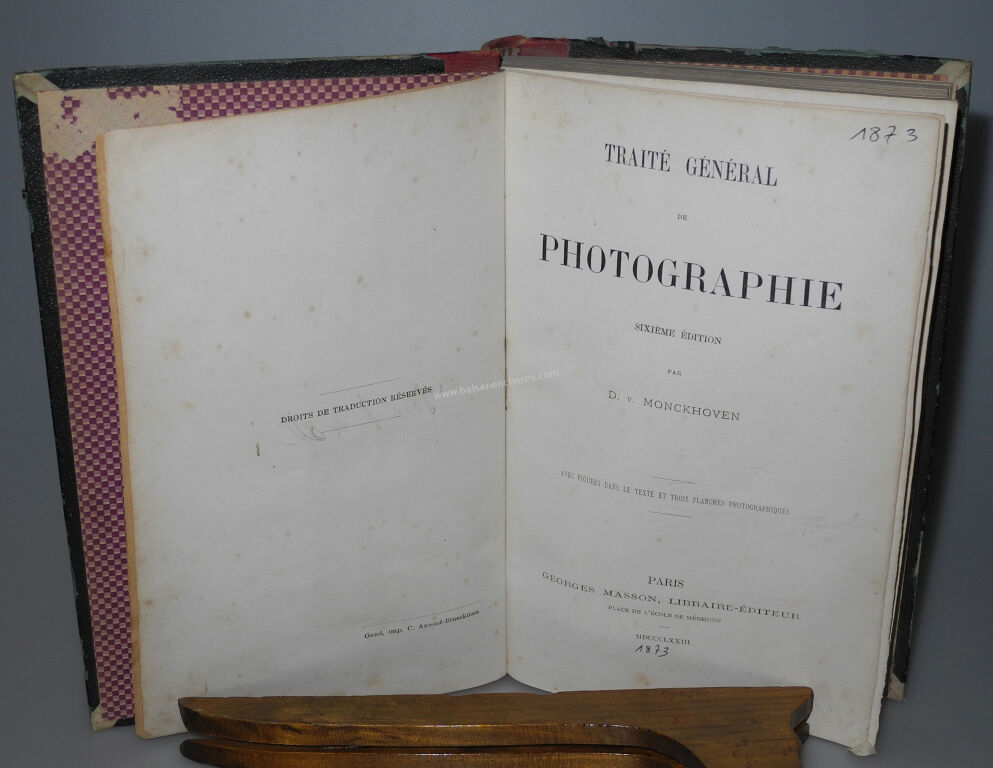 DROITS DE TRADUCTION RÉSERVÉS
Gand, imp. C. Annoot-Braeckman.
www.balsanencheres.com
1873
TRAITÉ GÉNÉRAL
DE
PHOTOGRAPHIE
SIXIÈME ÉDITION
PAR
D. v. MONCKHOVEN
AVEC FIGURES DANS LE TEXTE ET TROIS PLANCHES PHOTOGRAPHIQUES
PARIS
GEORGES MASSON, LIBRAIRE-ÉDITEUR
PLACE DE L'ÉCOLE DE MÉDECINE
MDCCCLXXIII
1873